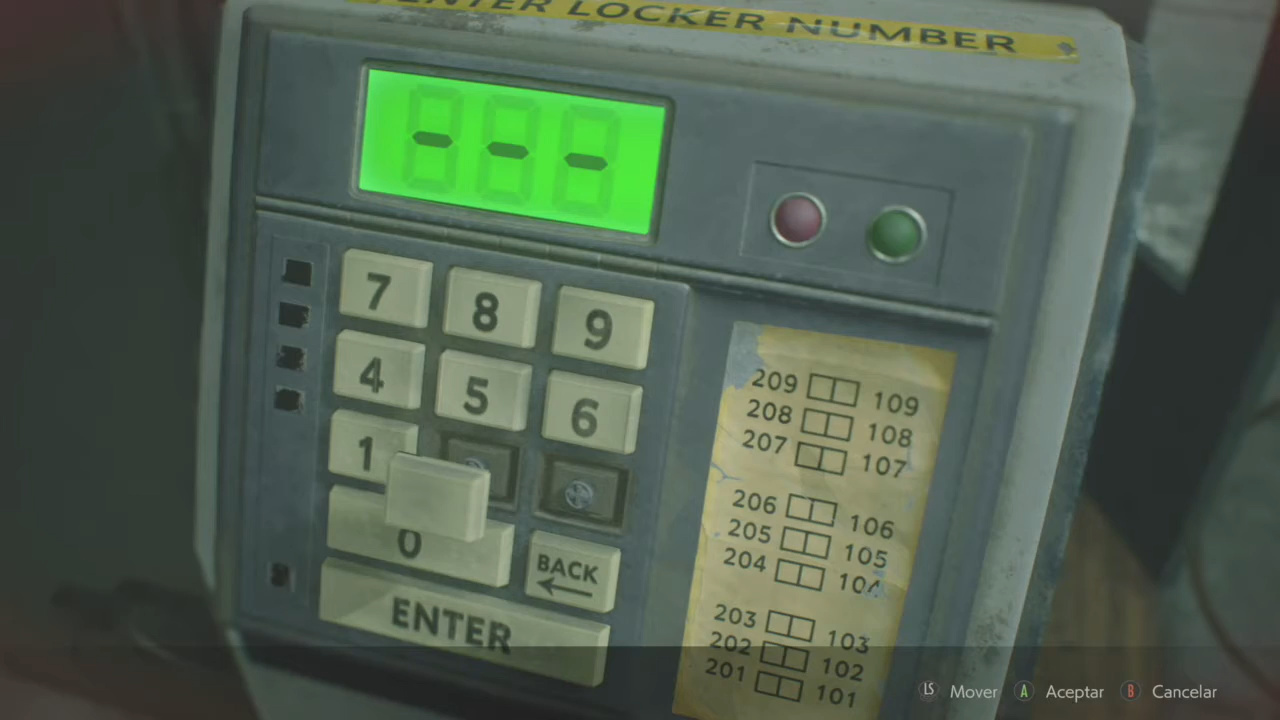 ENTER LOCKER NUMBER
---
7 8 9
4 5 6
1
0 BACK
ENTER
209 109
208 108
207 107
206 106
205 105
204 104
203 103
202 102
201 101
LS Mover A Aceptar B Cancelar